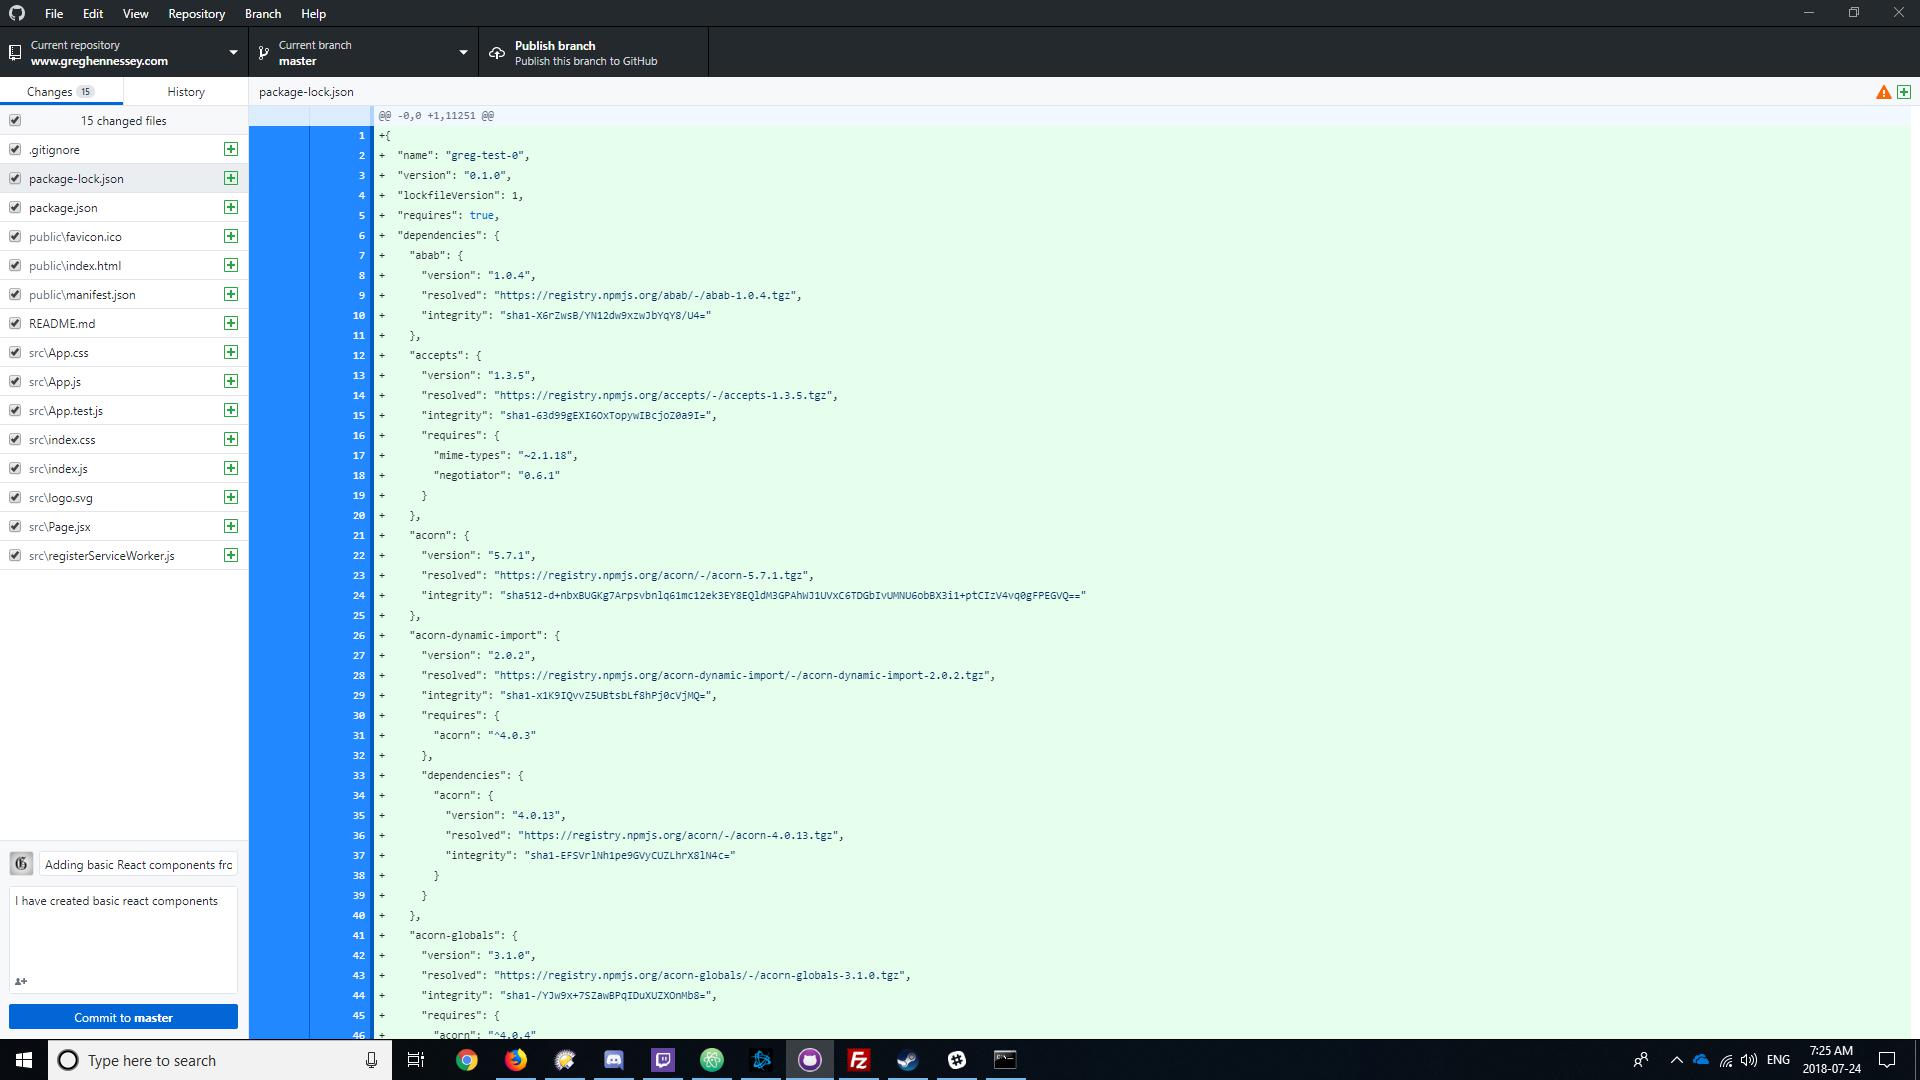 File Edit View Repository Branch Help
Current repository
www.greghennessey.com
Current branch
master
Publish branch
Publish this branch to GitHub
Changes 15
History
package-lock.json
15 changed files
.gitignore
package-lock.json
package.json
public\favicon.ico
public\index.html
public\manifest.json
README.md
src\App.css
src\App.js
src\App.test.js
src\index.css
src\index.js
src\logo.svg
src\Page.jsx
src\registerServiceWorker.js
Adding basic React components fro
I have created basic react components
Commit to master
@@ -0,0 +1,11251 @@
1 +{
2 + "name": "greg-test-0",
3 + "version": "0.1.0",
4 + "lockfileVersion": 1,
5 + "requires": true,
6 + "dependencies": {
7 + "abab": {
8 + "version": "1.0.4",
9 + "resolved": "https://registry.npmjs.org/abab/-/abab-1.0.4.tgz",
10 + "integrity": "sha1-X6rZwsB/YN12dw9xzwJbYqY8/U4="
11 + },
12 + "accepts": {
13 + "version": "1.3.5",
14 + "resolved": "https://registry.npmjs.org/accepts/-/accepts-1.3.5.tgz",
15 + "integrity": "sha1-63d99gEXI6OxTopywIBcjoZ0a9I=",
16 + "requires": {
17 + "mime-types": "~2.1.18",
18 + "negotiator": "0.6.1"
19 + }
20 + },
21 + "acorn": {
22 + "version": "5.7.1",
23 + "resolved": "https://registry.npmjs.org/acorn/-/acorn-5.7.1.tgz",
24 + "integrity": "sha512-d+nbxBUGKg7Arpsvbnlq61mc12ek3EY8EQldM3GPAhWJ1UVxC6TDGbIvUMNU6obBX3i1+ptCIzV4vq0gFPEGVQ=="
25 + },
26 + "acorn-dynamic-import": {
27 + "version": "2.0.2",
28 + "resolved": "https://registry.npmjs.org/acorn-dynamic-import/-/acorn-dynamic-import-2.0.2.tgz",
29 + "integrity": "sha1-x1K9IQvvZ5UBtsbLf8hPj0cVjMQ=",
30 + "requires": {
31 + "acorn": "^4.0.3"
32 + },
33 + "dependencies": {
34 + "acorn": {
35 + "version": "4.0.13",
36 + "resolved": "https://registry.npmjs.org/acorn/-/acorn-4.0.13.tgz",
37 + "integrity": "sha1-EFSVrlNh1pe9GVyCUZLhrX8lN4c="
38 + }
39 + }
40 + },
41 + "acorn-globals": {
42 + "version": "3.1.0",
43 + "resolved": "https://registry.npmjs.org/acorn-globals/-/acorn-globals-3.1.0.tgz",
44 + "integrity": "sha1-/YJw9x+7SZawBPqIDuXUZXOnMb8=",
45 + "requires": {
46 + "acorn": "^4.0.4"
Type here to search
ENG
7:25 AM
2018-07-24